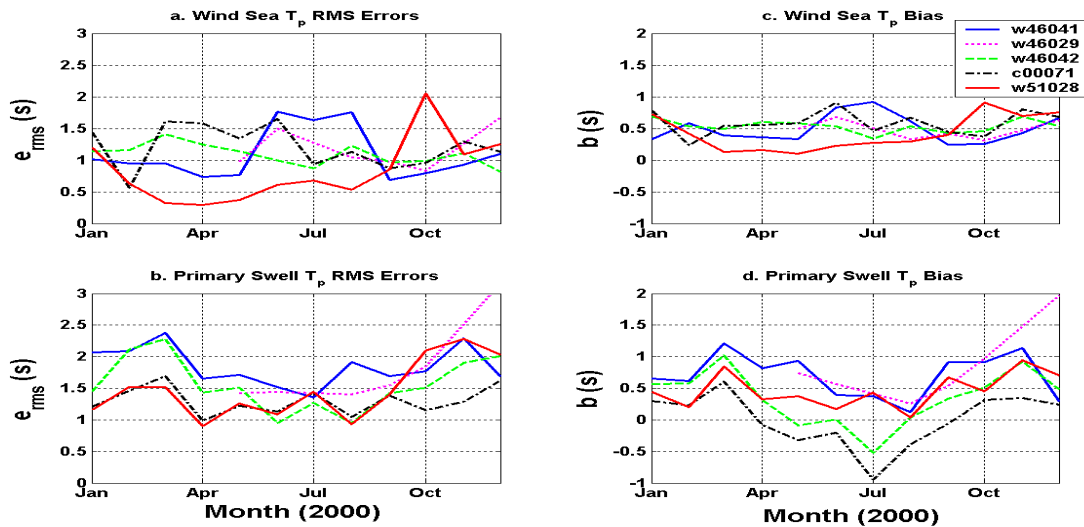 a. Wind Sea Tp RMS Errors
3
2.5
2
1.5
1
0.5
0
erms (s)
Jan Apr Jul Oct
c. Wind Sea Tp Bias
2
1.5
1
0.5
0
−0.5
−1
b (s)
Jan Apr Jul Oct
w46041
w46029
w46042
c00071
w51028
b. Primary Swell Tp RMS Errors
3
2.5
2
1.5
1
0.5
0
erms (s)
Jan Apr Jul Oct
Month (2000)
d. Primary Swell Tp Bias
2
1.5
1
0.5
0
−0.5
−1
b (s)
Jan Apr Jul Oct
Month (2000)